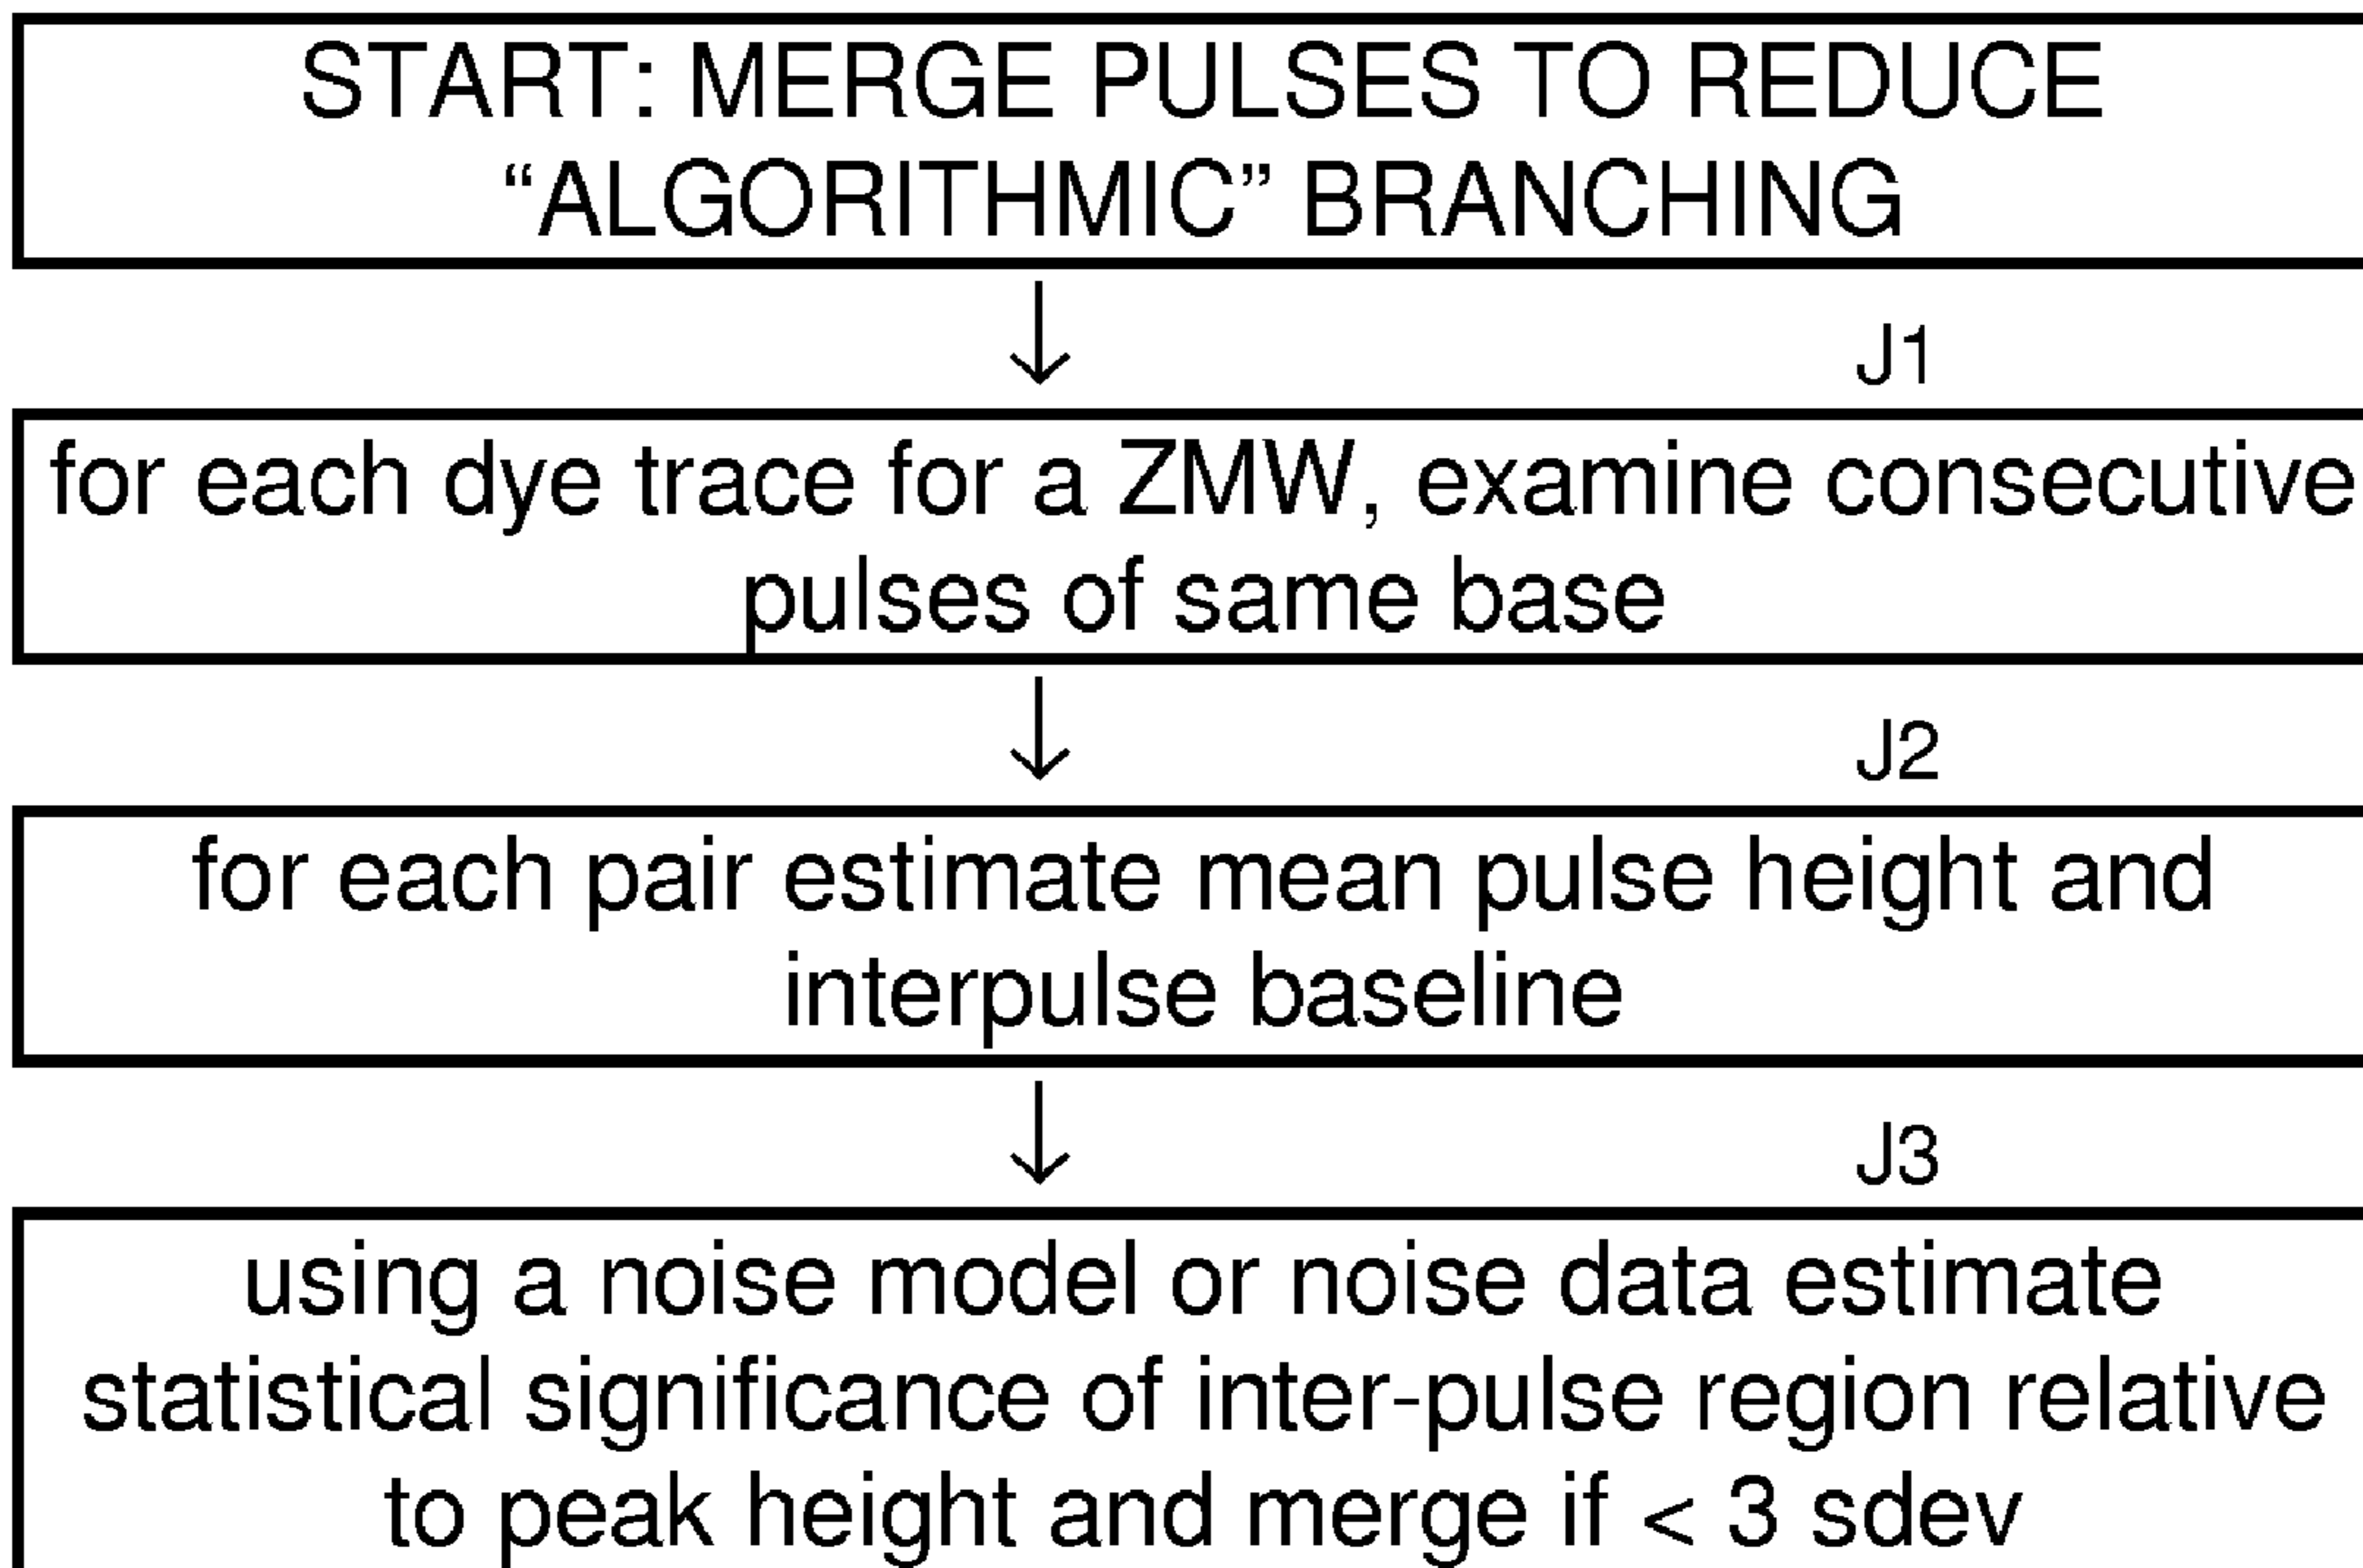 START: MERGE PULSES TO REDUCE
“ALGORITHMIC” BRANCHING
J1
for each dye trace for a ZMW, examine consecutive
pulses of same base
J2
for each pair estimate mean pulse height and
interpulse baseline
J3
using a noise model or noise data estimate
statistical significance of inter-pulse region relative
to peak height and merge if < 3 sdev